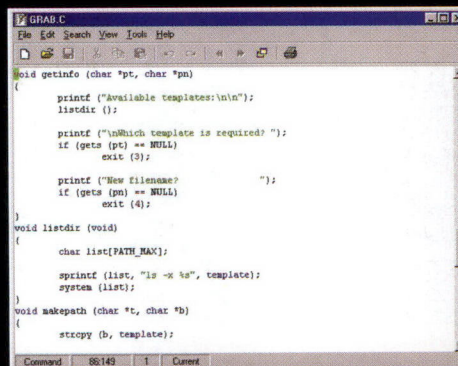 GRAB.C
File Edit Search View Tools Help
void getinfo (char *pt, char *pn)
{
printf ("Available templates:\n\n");
listdir ();
printf ("\nWhich template is required? ");
if (gets (pt) == NULL)
exit (3);
printf ("New filename? ");
if (gets (pn) == NULL)
exit (4);
}
void listdir (void)
{
char list[PATH_MAX];
sprintf (list, "ls -x %s", template);
system (list);
}
void makepath (char *t, char *b)
{
strcpy (b, template);
Command 86:149 1 Current